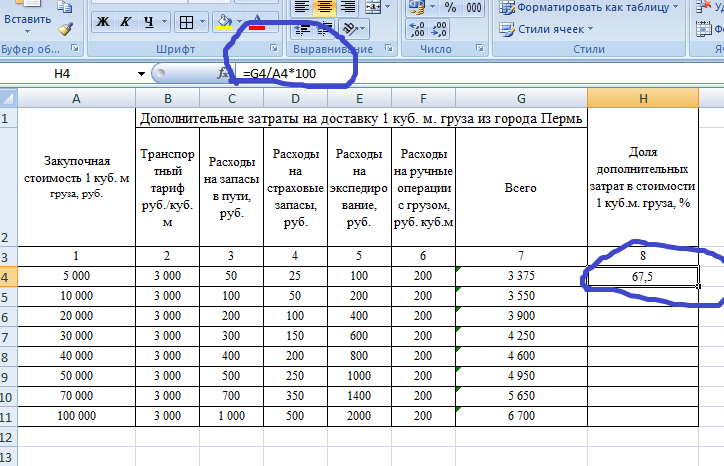 Вставить
Форматировать как таблицу
Стили ячеек
Ж К Ч
% 000
Буфер об...
Шрифт
Выравнивание
Число
Стили
H4
fx =G4/A4*100
A B C D E F G H
1 Дополнительные затраты на доставку 1 куб. м. груза из города Пермь
2
Закупочная стоимость 1 куб. м груза, руб.
Транспор тный тариф руб./куб. м
Расходы на запасы в пути, руб.
Расходы на страховые запасы, руб.
Расходы на экспедиро вание, руб.
Расходы на ручные операции с грузом, руб. куб.м
Всего
Доля дополнительных затрат в стоимости 1 куб.м. груза, %
3 1 2 3 4 5 6 7 8
4 5 000 3 000 50 25 100 200 3 375 67,5
5 10 000 3 000 100 50 200 200 3 550
6 20 000 3 000 200 100 400 200 3 900
7 30 000 3 000 300 150 600 200 4 250
8 40 000 3 000 400 200 800 200 4 600
9 50 000 3 000 500 250 1000 200 4 950
10 70 000 3 000 700 350 1400 200 5 650
11 100 000 3 000 1 000 500 2000 200 6 700
12
13